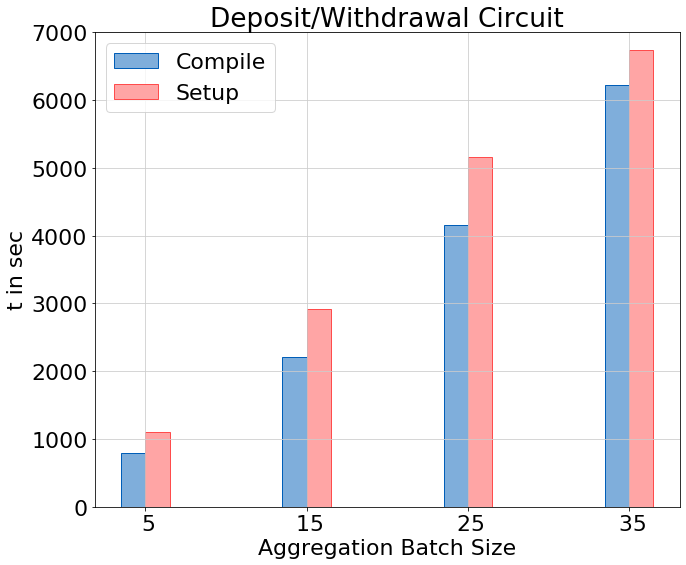 Deposit/Withdrawal Circuit
Compile
Setup
7000
6000
5000
4000
3000
2000
1000
0
t in sec
5 15 25 35
Aggregation Batch Size